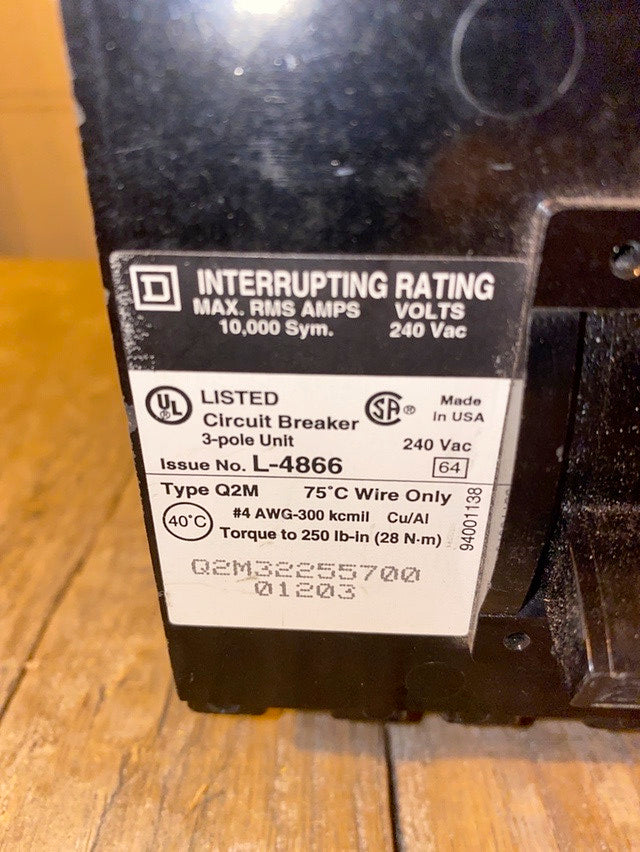 D
INTERRUPTING RATING
MAX. RMS AMPS VOLTS
10,000 Sym. 240 Vac
UL ® LISTED
Circuit Breaker
3-pole Unit
SA ®
Made
in USA
240 Vac
Issue No. L-4866 64
Type Q2M 75°C Wire Only
40°C #4 AWG-300 kcmil Cu/Al
Torque to 250 lb-in (28 N·m)
94001138
Q2M32255700
01203